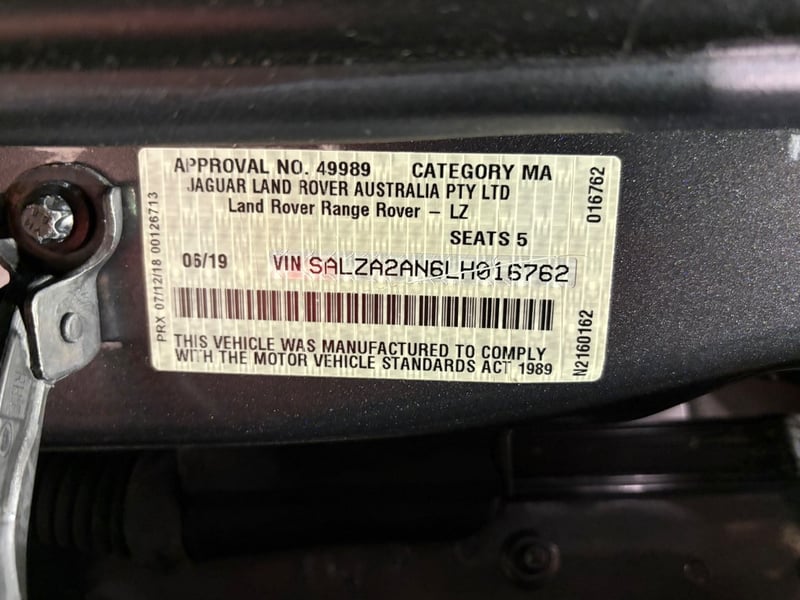 APPROVAL NO. 49989 CATEGORY MA
JAGUAR LAND ROVER AUSTRALIA PTY LTD
Land Rover Range Rover – LZ
SEATS 5
06/19 VIN SALZA2AN6LH016762
THIS VEHICLE WAS MANUFACTURED TO COMPLY
WITH THE MOTOR VEHICLE STANDARDS ACT 1989
PRX 07/12/18 00126713
016762
N2160162